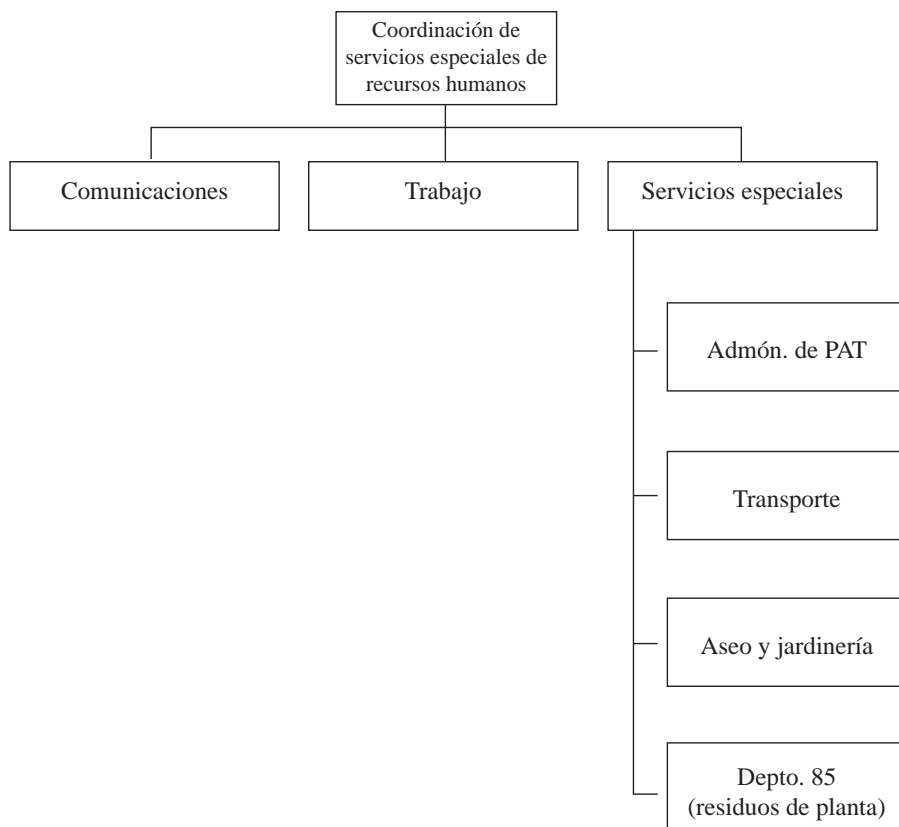 Coordinación de
servicios especiales de
recursos humanos
Comunicaciones
Trabajo
Servicios especiales
Admón. de PAT
Transporte
Aseo y jardinería
Depto. 85
(residuos de planta)